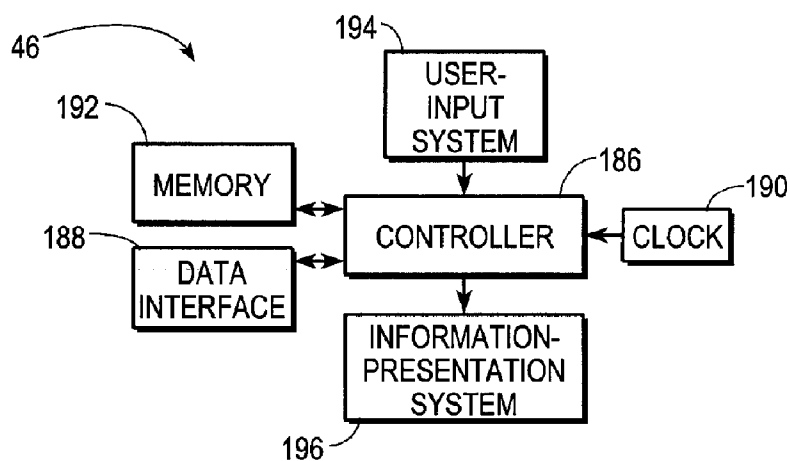 46
194
USER-
INPUT
SYSTEM
192
MEMORY
186
CONTROLLER
190
CLOCK
188
DATA
INTERFACE
INFORMATION-
PRESENTATION
SYSTEM
196